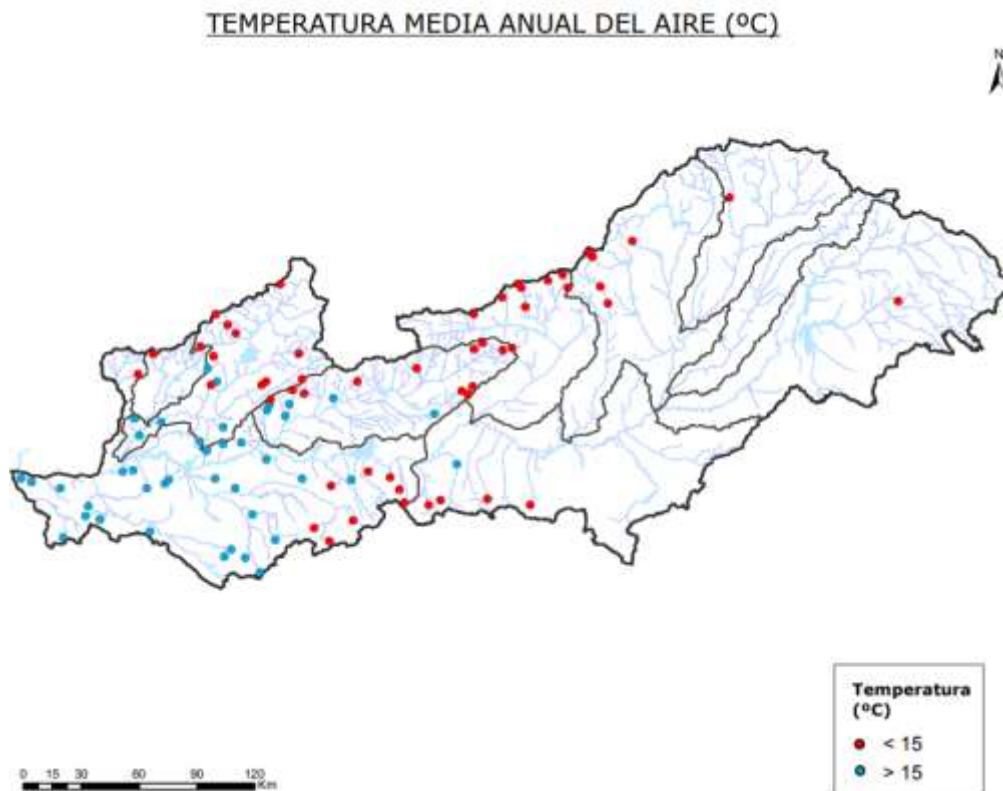 TEMPERATURA MEDIA ANUAL DEL AIRE (ºC)
N
Temperatura
(ºC)
< 15
> 15
0 15 30 60 90 120
Km